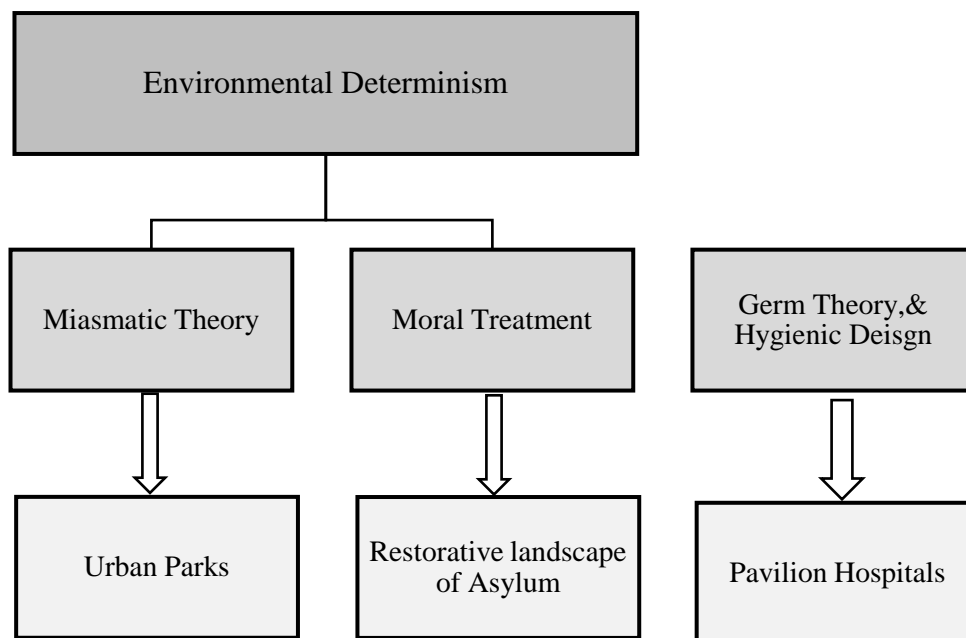 Environmental Determinism
Miasmatic Theory
Moral Treatment
Germ Theory,&
Hygienic Deisgn
Urban Parks
Restorative landscape
of Asylum
Pavilion Hospitals